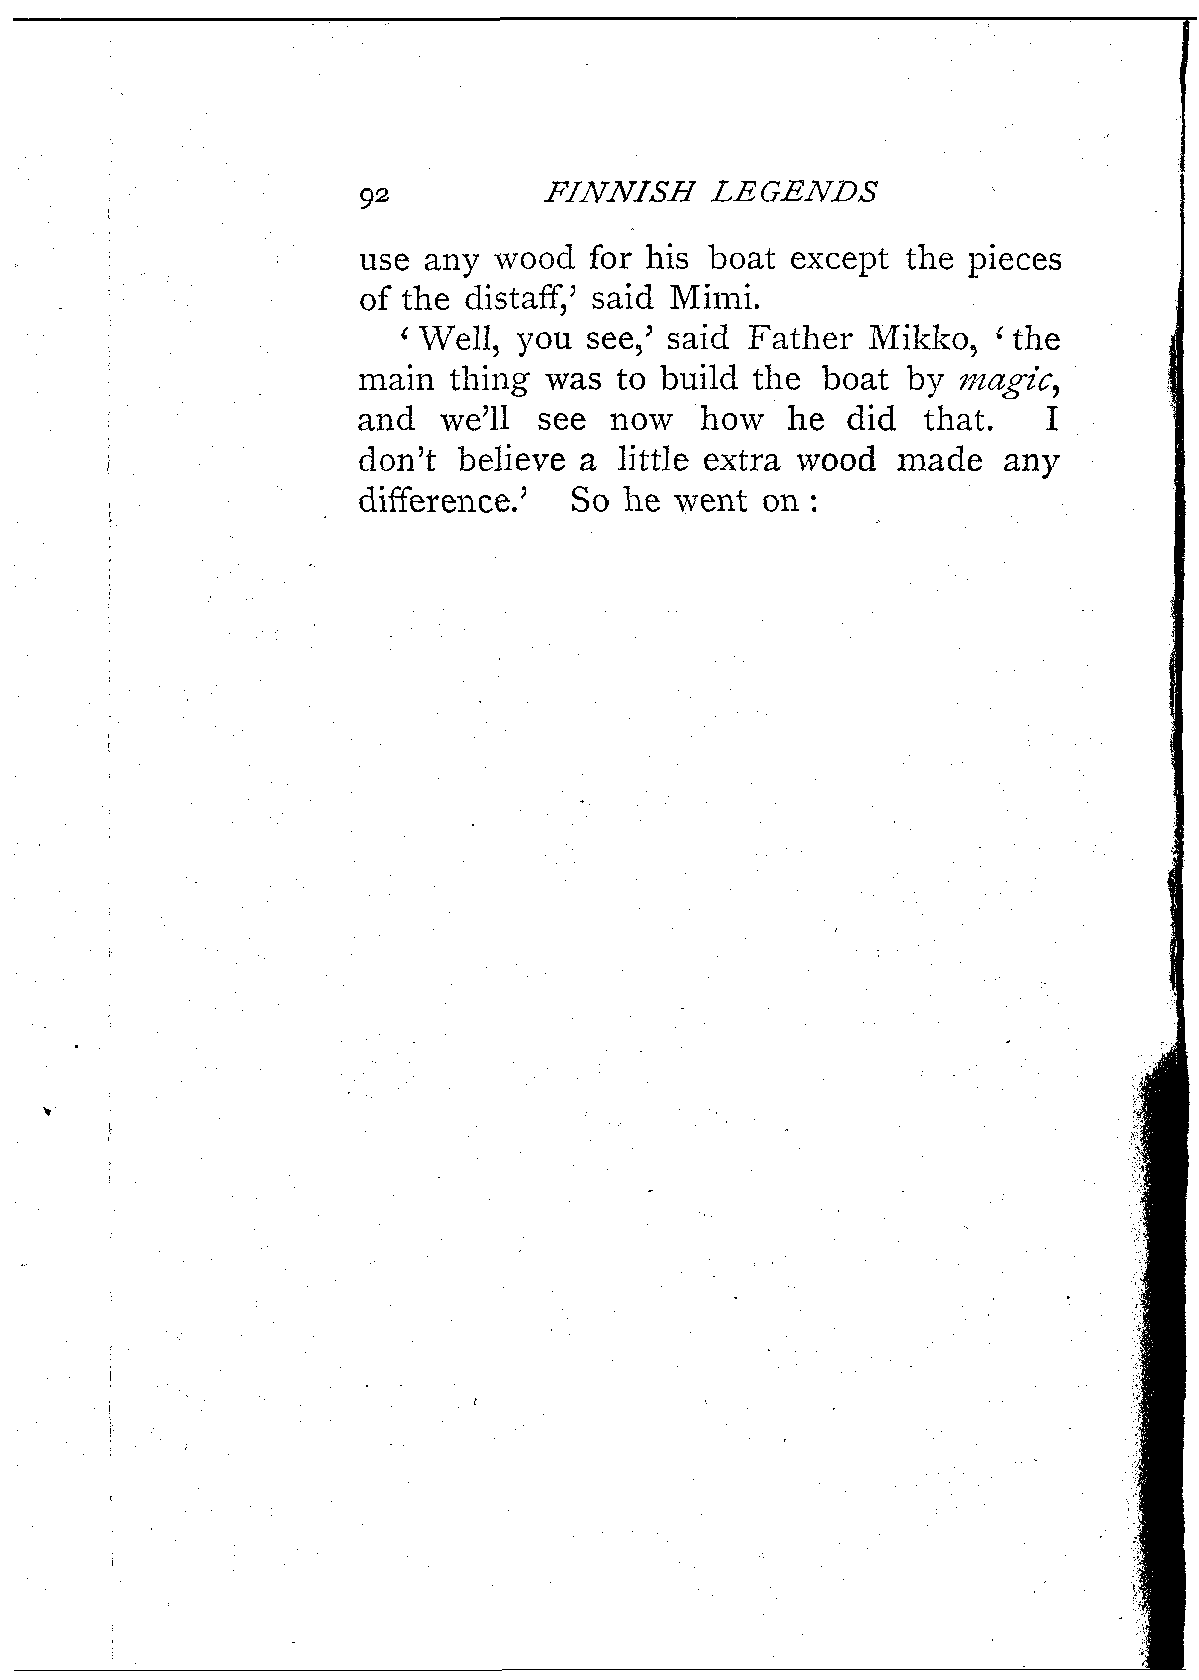 92 FINNISH LEGENDS
use any wood for his boat except the pieces
of the distaff,’ said Mimi.
‘ Well, you see,’ said Father Mikko, ‘ the
main thing was to build the boat by magic,
and we’ll see now how he did that. I
don’t believe a little extra wood made any
difference.’ So he went on :